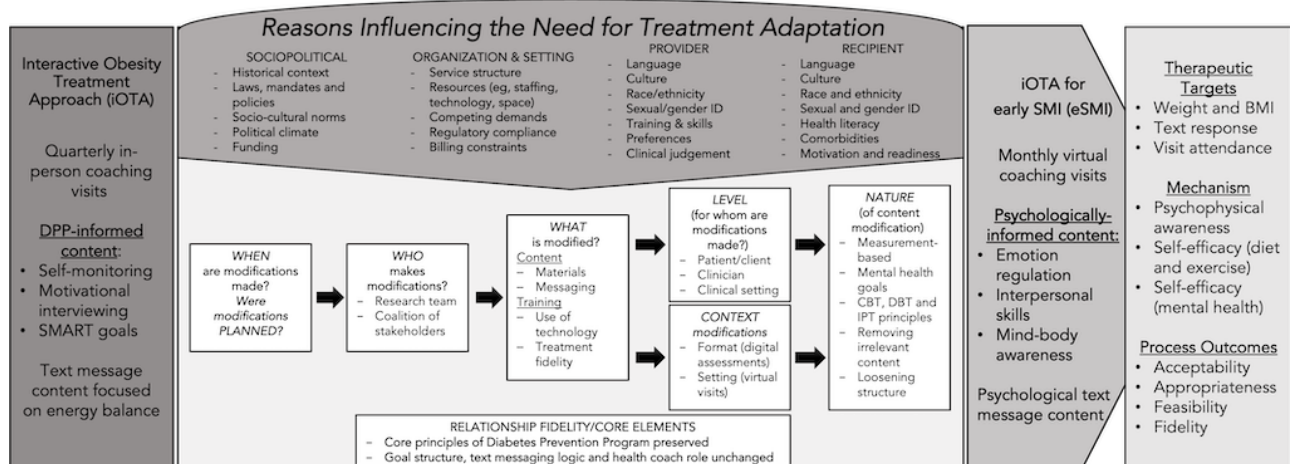 Interactive Obesity
Treatment
Approach (iOTA)
Quarterly in-
person coaching
visits
DPP-informed
content:
• Self-monitoring
• Motivational
interviewing
• SMART goals
Text message
content focused
on energy balance
Reasons Influencing the Need for Treatment Adaptation
SOCIOPOLITICAL
- Historical context
- Laws, mandates and
policies
- Socio-cultural norms
- Political climate
- Funding
ORGANIZATION & SETTING
- Service structure
- Resources (eg, staffing,
technology, space)
- Competing demands
- Regulatory compliance
- Billing constraints
PROVIDER
- Language
- Culture
- Race/ethnicity
- Sexual/gender ID
- Training & skills
- Preferences
- Clinical judgement
RECIPIENT
- Language
- Culture
- Race and ethnicity
- Sexual and gender ID
- Health literacy
- Comorbidities
- Motivation and readiness
WHEN
are modifications
made?
Were
modifications
PLANNED?
WHO
makes
modifications?
– Research team
– Coalition of
stakeholders
WHAT
is modified?
Content
– Materials
– Messaging
Training
– Use of
technology
– Treatment
fidelity
LEVEL
(for whom are
modifications
made?)
– Patient/client
– Clinician
– Clinical setting
CONTEXT
modifications
– Format (digital
assessments)
– Setting (virtual
visits)
NATURE
(of content
modification)
– Measurement-
based
– Mental health
goals
– CBT, DBT and
IPT principles
– Removing
irrelevant
content
– Loosening
structure
RELATIONSHIP FIDELITY/CORE ELEMENTS
– Core principles of Diabetes Prevention Program preserved
– Goal structure, text messaging logic and health coach role unchanged
iOTA for
early SMI (eSMI)
Monthly virtual
coaching visits
Psychologically-
informed content:
• Emotion
regulation
• Interpersonal
skills
• Mind-body
awareness
Psychological text
message content
Therapeutic
Targets
• Weight and BMI
• Text response
• Visit attendance
Mechanism
• Psychophysical
awareness
• Self-efficacy (diet
and exercise)
• Self-efficacy
(mental health)
Process Outcomes
• Acceptability
• Appropriateness
• Feasibility
• Fidelity